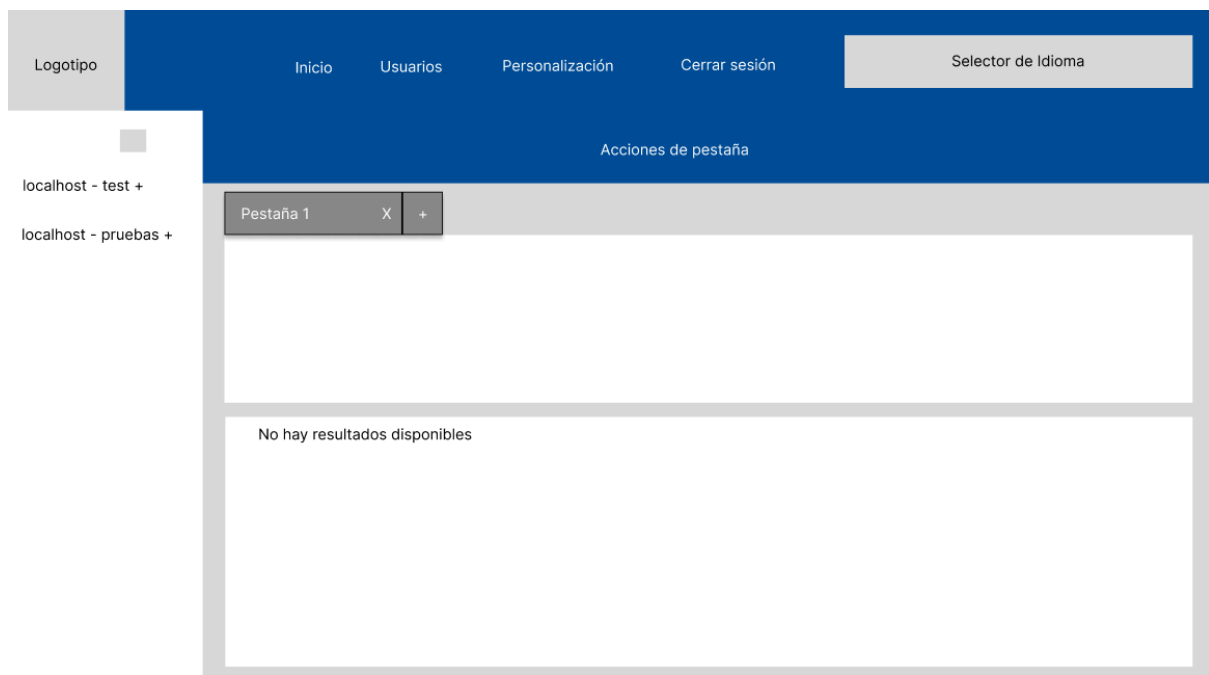 Logotipo
Inicio
Usuarios
Personalización
Cerrar sesión
Selector de Idioma
Acciones de pestaña
localhost - test +
localhost - pruebas +
Pestaña 1 X +
No hay resultados disponibles